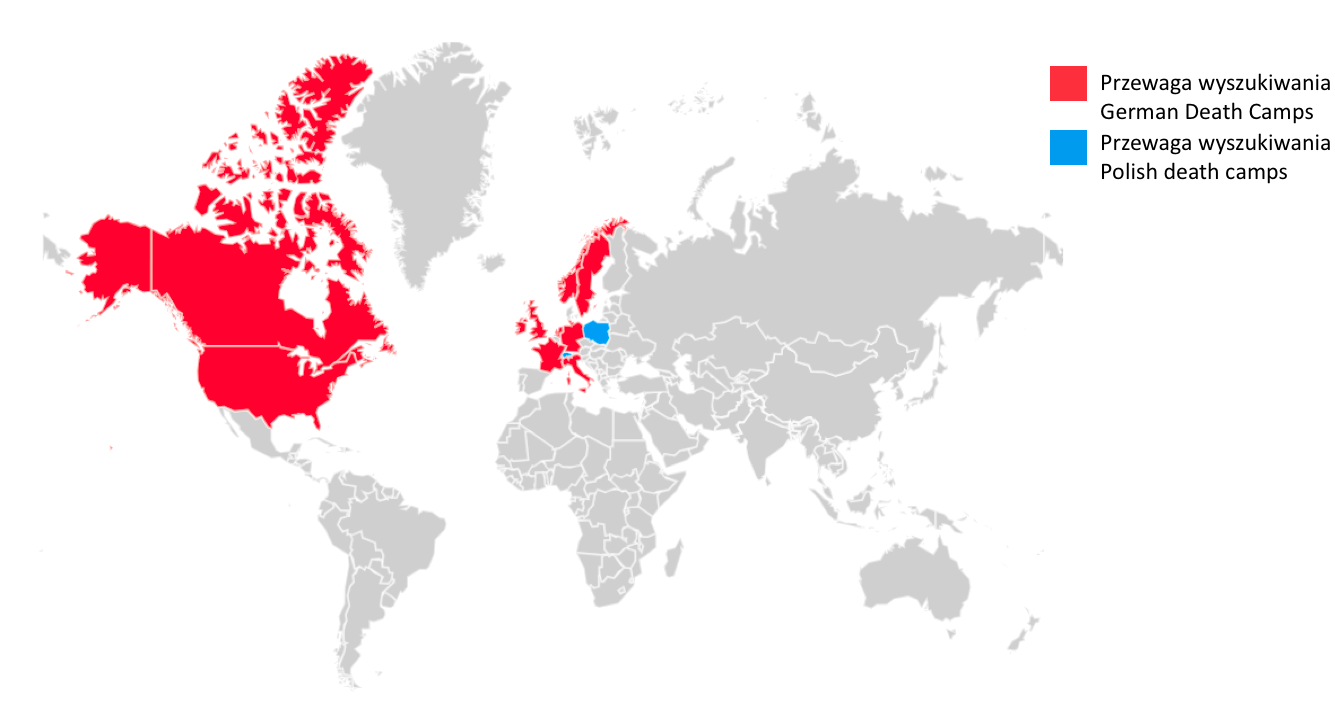 Przewaga wyszukiwania
German Death Camps
Przewaga wyszukiwania
Polish death camps